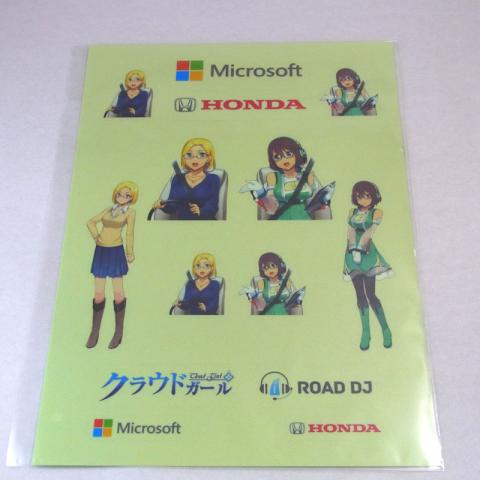 Microsoft
HONDA
クラウドガール
Cloud Girl
ROAD DJ
Microsoft
HONDA